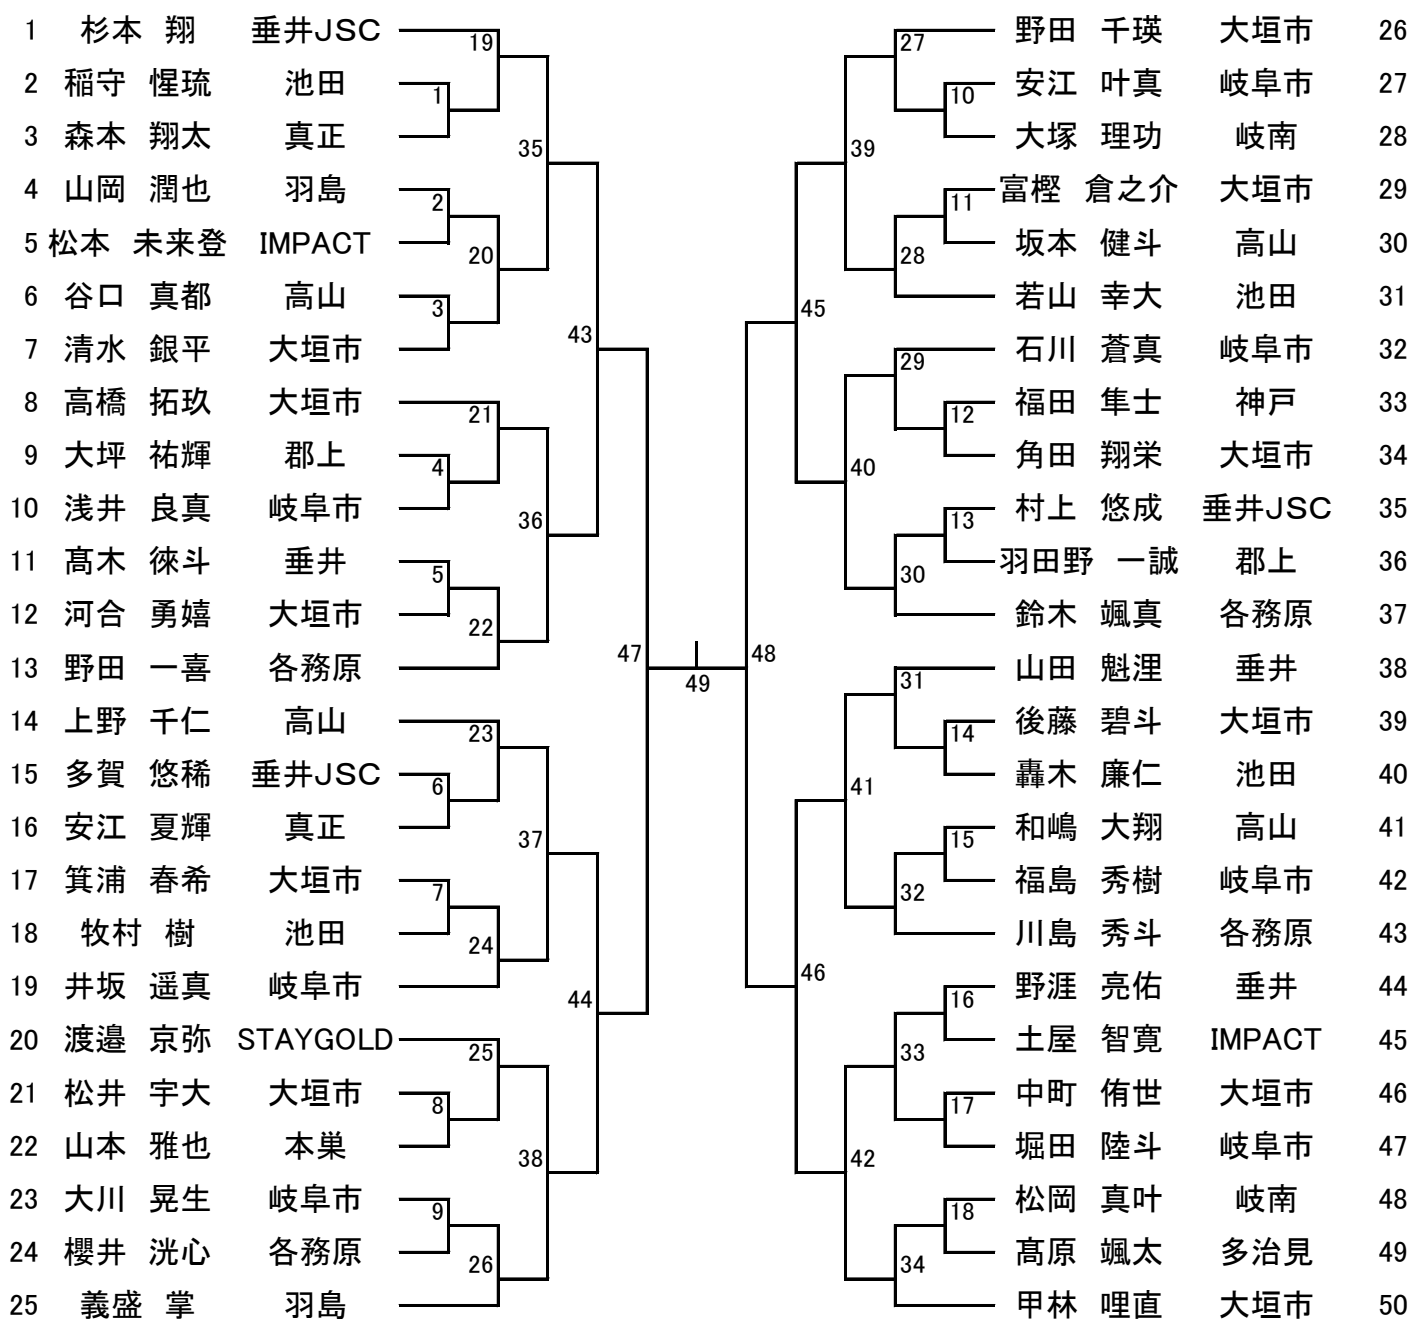 1 杉本 翔 垂井JSC 19 27 野田 千瑛 大垣市 26
2 稲守 惺琉 池田 1 10 安江 叶真 岐阜市 27
3 森本 翔太 真正 35 39 大塚 理功 岐南 28
4 山岡 潤也 羽島 2 11 富樫 倉之介 大垣市 29
5 松本 未来登 IMPACT 20 28 坂本 健斗 高山 30
6 谷口 真都 高山 3 45 若山 幸大 池田 31
7 清水 銀平 大垣市 43 29 石川 蒼真 岐阜市 32
8 高橋 拓玖 大垣市 21 12 福田 隼士 神戸 33
9 大坪 祐輝 郡上 4 40 角田 翔栄 大垣市 34
10 浅井 良真 岐阜市 36 13 村上 悠成 垂井JSC 35
11 髙木 徠斗 垂井 5 30 羽田野 一誠 郡上 36
12 河合 勇嬉 大垣市 22 鈴木 颯真 各務原 37
13 野田 一喜 各務原 47 49 48 31 山田 魁浬 垂井 38
14 上野 千仁 高山 23 14 後藤 碧斗 大垣市 39
15 多賀 悠稀 垂井JSC 6 41 轟木 廉仁 池田 40
16 安江 夏輝 真正 37 15 和嶋 大翔 高山 41
17 箕浦 春希 大垣市 7 32 福島 秀樹 岐阜市 42
18 牧村 樹 池田 24 川島 秀斗 各務原 43
19 井坂 遥真 岐阜市 44 46 16 野涯 亮佑 垂井 44
20 渡邉 京弥 STAYGOLD 25 33 土屋 智寛 IMPACT 45
21 松井 宇大 大垣市 8 17 中町 侑世 大垣市 46
22 山本 雅也 本巣 38 42 堀田 陸斗 岐阜市 47
23 大川 晃生 岐阜市 9 18 松岡 真叶 岐南 48
24 櫻井 洸心 各務原 26 34 髙原 颯太 多治見 49
25 義盛 掌 羽島 甲林 哩直 大垣市 50